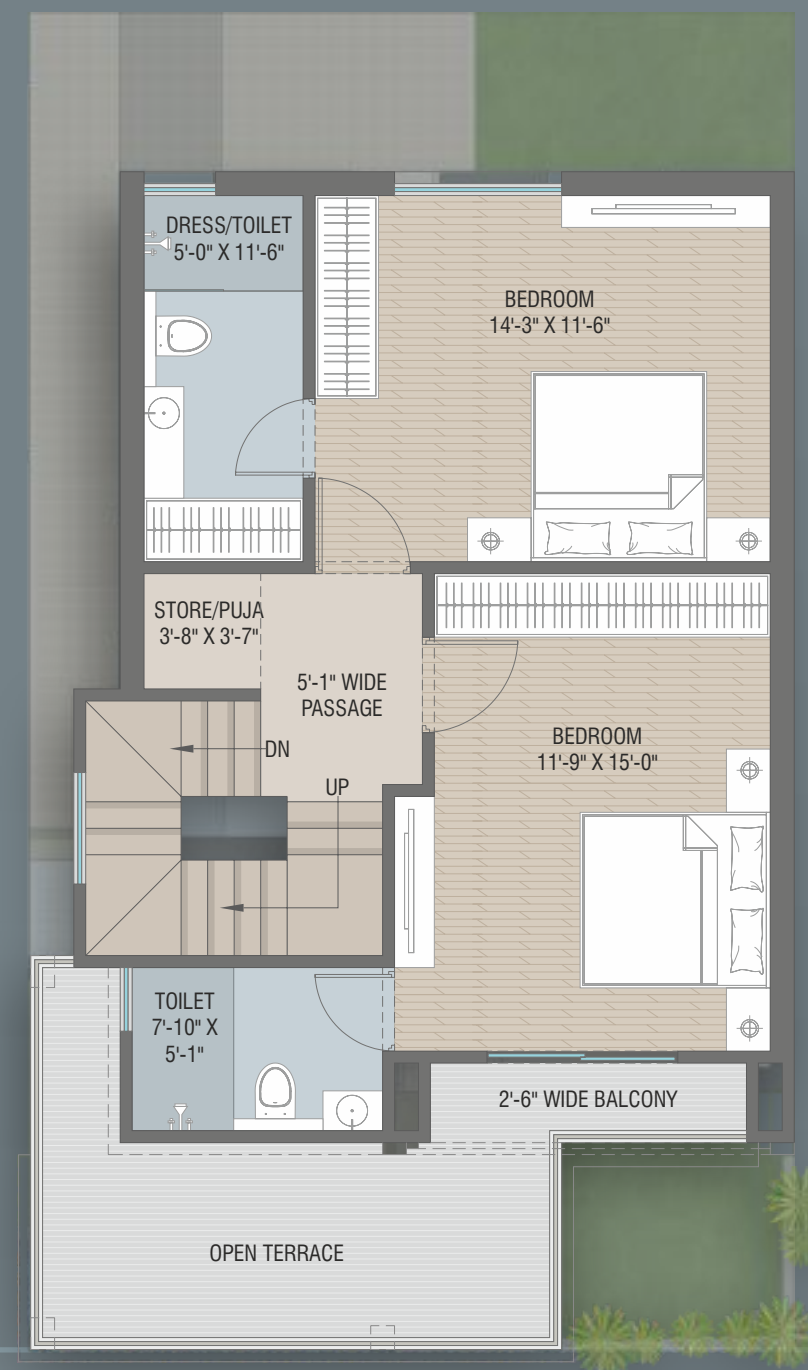 DRESS/TOILET
5'-0" X 11'-6"
BEDROOM
14'-3" X 11'-6"
STORE/PUJA
3'-8" X 3'-7"
5'-1" WIDE
PASSAGE
DN
UP
BEDROOM
11'-9" X 15'-0"
TOILET
7'-10" X
5'-1"
2'-6" WIDE BALCONY
OPEN TERRACE